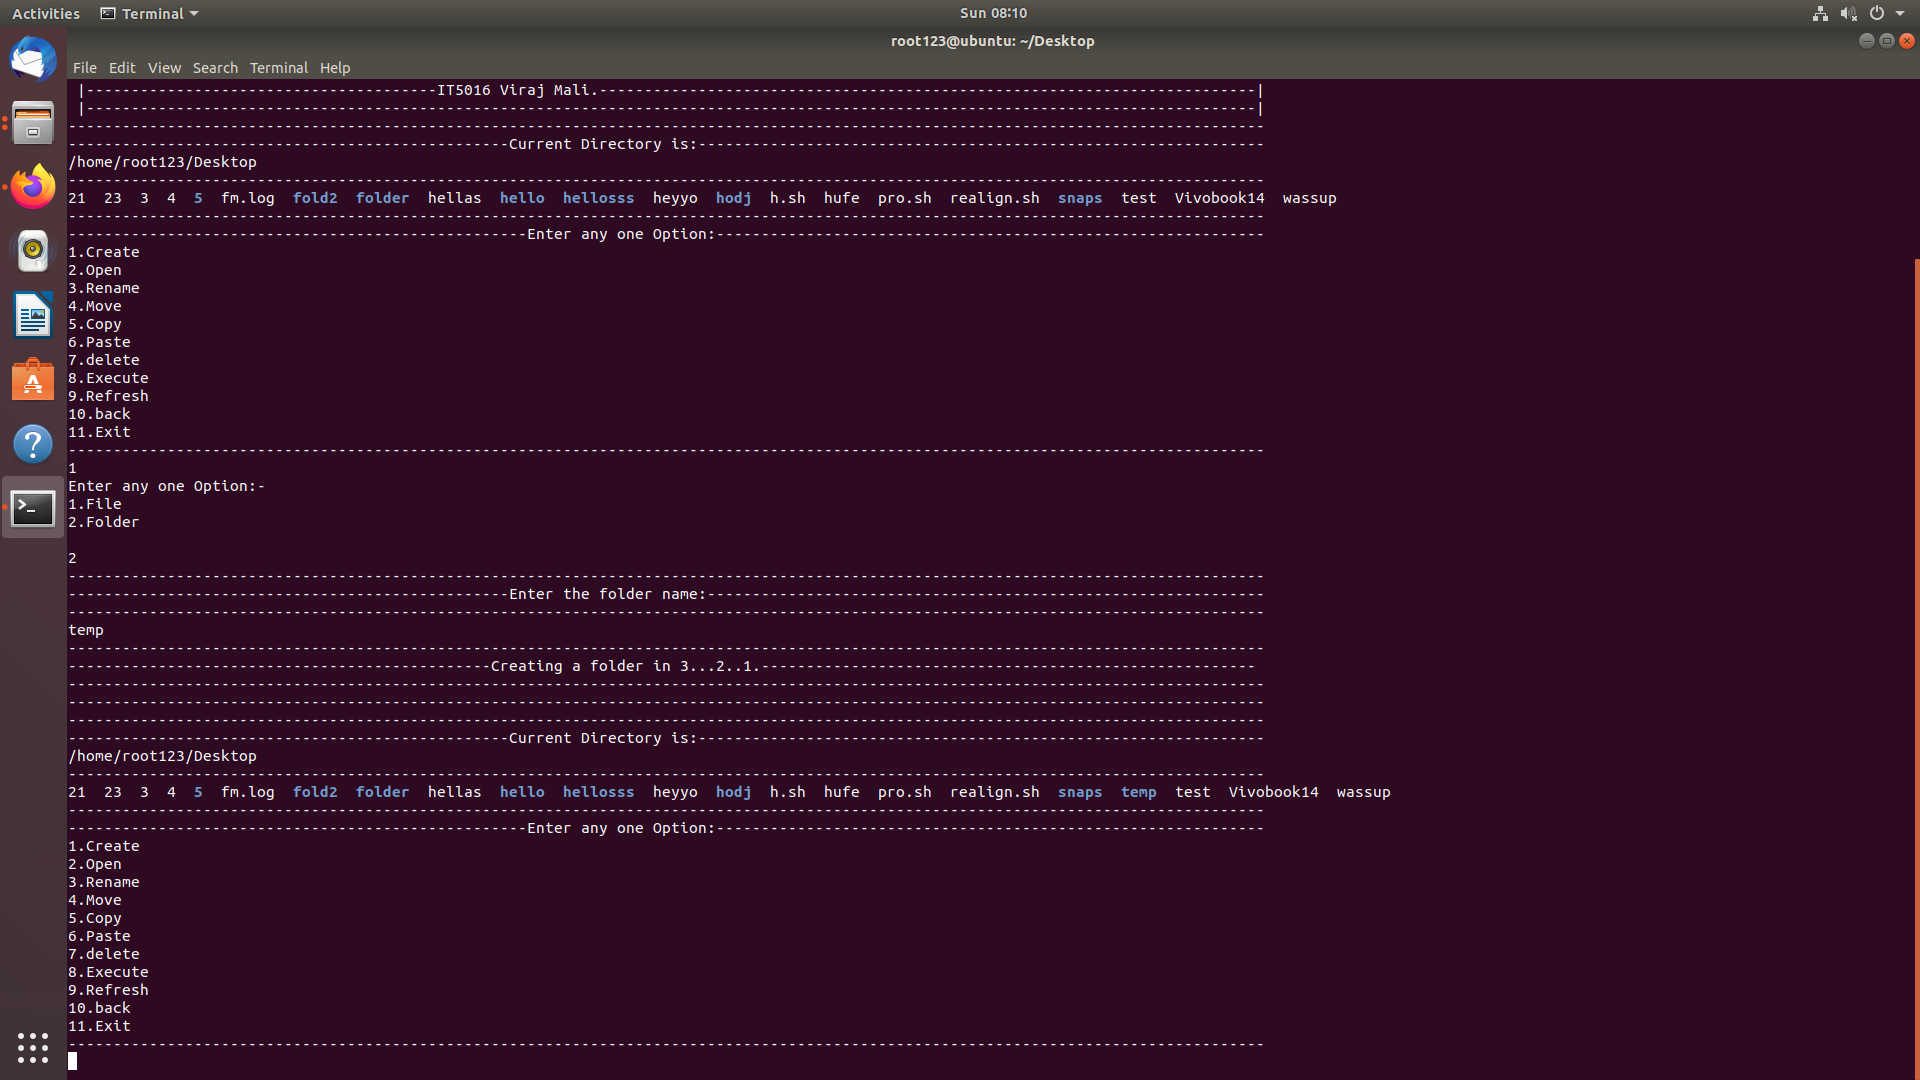 Activities Terminal Sun 08:10
root123@ubuntu: ~/Desktop
File Edit View Search Terminal Help
|---------------------------------------IT5016 Viraj Mali.-------------------------------------------------------------------------|
|----------------------------------------------------------------------------------------------------------------------------------|
-------------------------------------------------------------------------------------------------------------------------------------
-------------------------------------------------Current Directory is:---------------------------------------------------------------
/home/root123/Desktop
-------------------------------------------------------------------------------------------------------------------------------------
21 23 3 4 5 fm.log fold2 folder hellas hello hellosss heyyo hodj h.sh hufe pro.sh realign.sh snaps test Vivobook14 wassup
-------------------------------------------------------------------------------------------------------------------------------------
---------------------------------------------------Enter any one Option:-------------------------------------------------------------
1.Create
2.Open
3.Rename
4.Move
5.Copy
6.Paste
7.delete
8.Execute
9.Refresh
10.back
11.Exit
-------------------------------------------------------------------------------------------------------------------------------------
1
Enter any one Option:-
1.File
2.Folder
2
-------------------------------------------------------------------------------------------------------------------------------------
-------------------------------------------------Enter the folder name:--------------------------------------------------------------
-------------------------------------------------------------------------------------------------------------------------------------
temp
-------------------------------------------------------------------------------------------------------------------------------------
-----------------------------------------------Creating a folder in 3...2..1.-------------------------------------------------------
-------------------------------------------------------------------------------------------------------------------------------------
-------------------------------------------------------------------------------------------------------------------------------------
-------------------------------------------------------------------------------------------------------------------------------------
-------------------------------------------------Current Directory is:---------------------------------------------------------------
/home/root123/Desktop
-------------------------------------------------------------------------------------------------------------------------------------
21 23 3 4 5 fm.log fold2 folder hellas hello hellosss heyyo hodj h.sh hufe pro.sh realign.sh snaps temp test Vivobook14 wassup
-------------------------------------------------------------------------------------------------------------------------------------
---------------------------------------------------Enter any one Option:-------------------------------------------------------------
1.Create
2.Open
3.Rename
4.Move
5.Copy
6.Paste
7.delete
8.Execute
9.Refresh
10.back
11.Exit
-------------------------------------------------------------------------------------------------------------------------------------